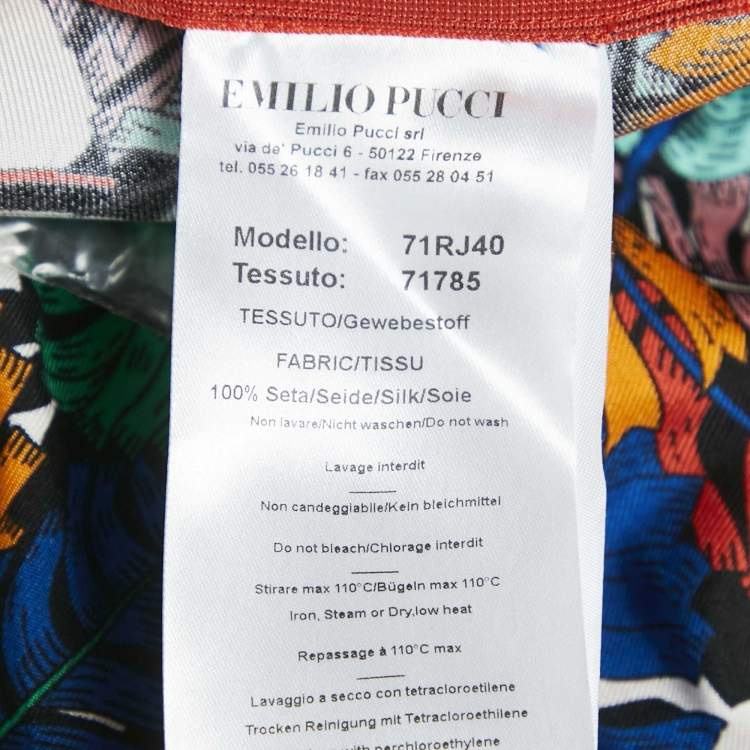 EMILIO PUCCI
Emilio Pucci srl
via de' Pucci 6 - 50122 Firenze
tel. 055 26 18 41 - fax 055 28 04 51
Modello: 71RJ40
Tessuto: 71785
TESSUTO/Gewebestoff
FABRIC/TISSU
100% Seta/Seide/Silk/Soie
Non lavare/Nicht waschen/Do not wash
Lavage interdit
Non candeggiabile/Kein bleichmittel
Do not bleach/Chlorage interdit
Stirare max 110°C/Bügeln max 110°C
Iron, Steam or Dry,low heat
Repassage à 110°C max
Lavaggio a secco con tetracloroetilene
Trocken Reinigung mit Tetracloroethilene
with perchloroethylene